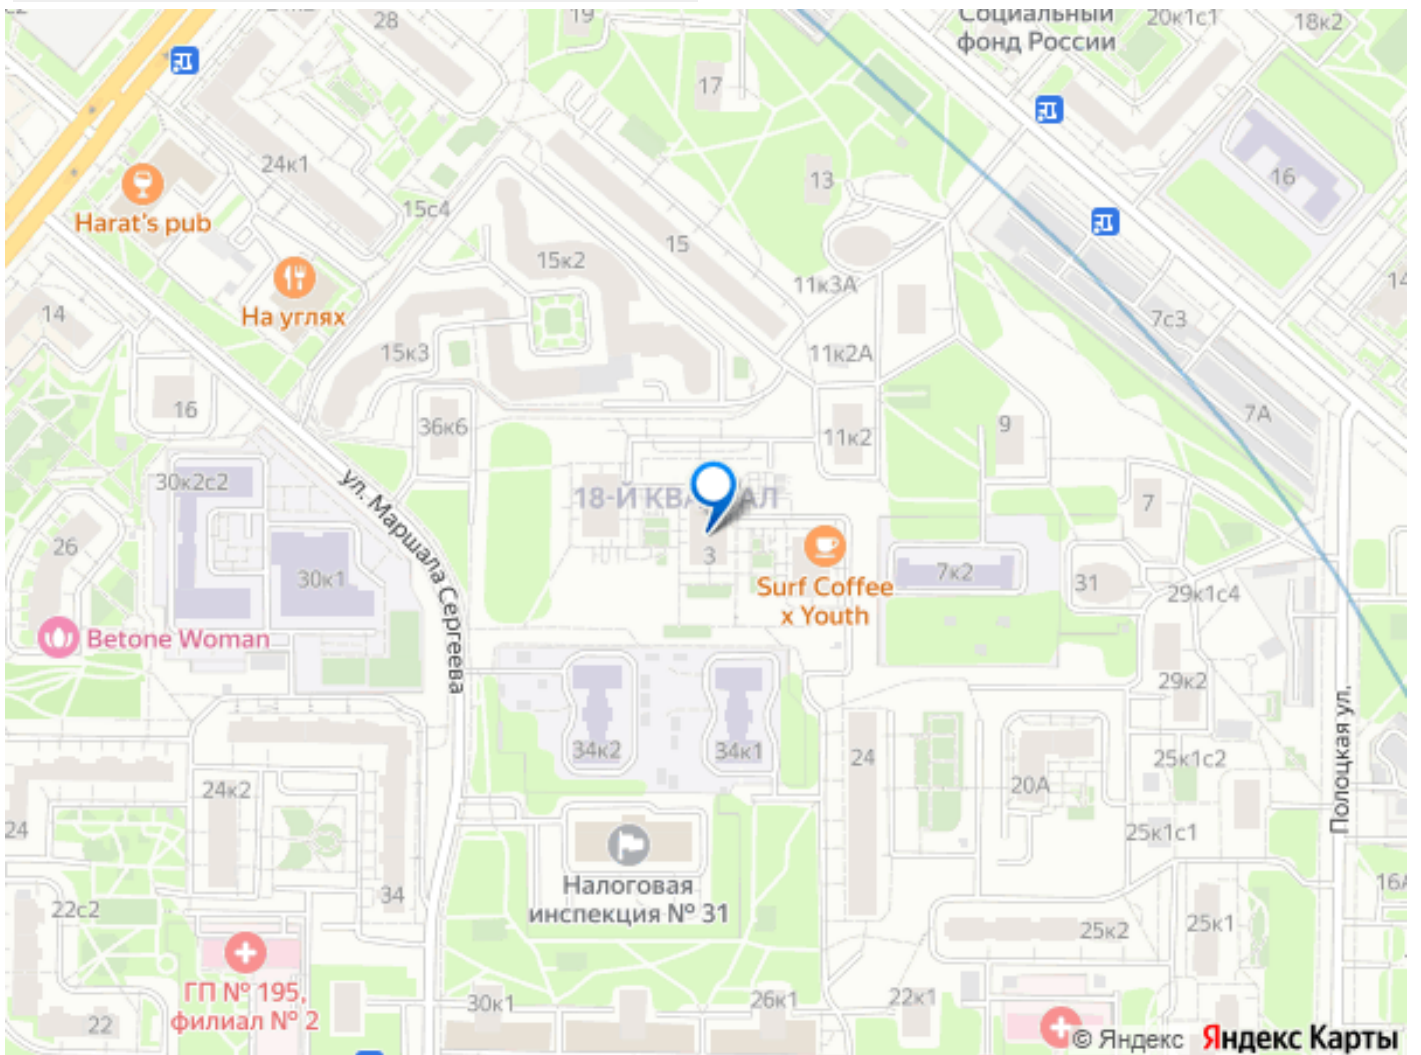 28
19
Социальный
фонд России
20к1с1
18к2
17
24к1
Harat's pub
15с4
13
16
15
15к2
11к3А
14
На углях
14
7с3
15к3
11к2А
16
36к6
11к2
9
7А
30к2с2
ул. Маршала Сергеева
18-Й КВА
АЛ
7
26
30к1
3
Surf Coffee
x Youth
7к2
31
29к1с4
Betone Woman
29к2
Полоцкая ул.
34к2
34к1
24
25к1с2
24к2
20А
24
25к1с1
34
Налоговая
инспекция № 31
16А
22с2
25к2
25к1
ГП № 195,
филиал № 2
22
30к1
26к1
22к1
© Яндекс Яндекс Карты